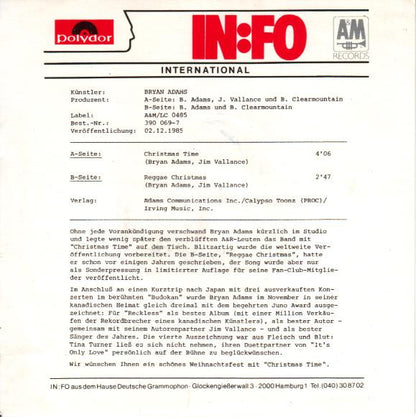 polydor
IN:FO
A&M
RECORDS
INTERNATIONAL
Künstler: BRYAN ADAMS
Produzent: A-Seite: B. Adams, J. Vallance und B. Clearmountain
B-Seite: B. Adams und B. Clearmountain
Label: A&M/LC 0485
Best.-Nr.: 390 069-7
Veröffentlichung: 02.12.1985
A-Seite: Christmas Time 4'06
(Bryan Adams, Jim Vallance)
B-Seite: Reggae Christmas 2'47
(Bryan Adams, Jim Vallance)
Verlag: Adams Communications Inc./Calypso Toonz (PROC)/
Irving Music, Inc.
Ohne jede Vorankündigung verschwand Bryan Adams kürzlich im Studio
und legte wenig später den verblüfften A&R-Leuten das Band mit
"Christmas Time" auf dem Tisch. Blitzartig wurde die weltweite Ver-
öffentlichung vorbereitet. Die B-Seite, "Reggae Christmas", hatte
er schon vor einigen Jahren geschrieben, der Song wurde aber nur
als Sonderpressung in limitierter Auflage für seine Fan-Club-Mitglie-
der veröffentlicht.
Im Anschluß an einen Kurztrip nach Japan mit drei ausverkauften Kon-
zerten im berühmten "Budokan" wurde Bryan Adams im November in seiner
kanadischen Heimat gleich dreimal mit dem begehrten Juno Award ausge-
zeichnet: Für "Reckless" als bestes Album (mit einer Million Verkäu-
fen der Rekordbrecher eines kanadischen Künstlers), als bester Autor -
gemeinsam mit seinem Autorenpartner Jim Vallance - und als bester
Sänger des Jahres. Die vierte Auszeichnung war aus Fleisch und Blut:
Tina Turner ließ es sich nicht nehmen, ihren Duettpartner von "It's
Only Love" persönlich auf der Bühne zu beglückwünschen.
Wir wünschen Ihnen ein schönes Weihnachtsfest mit "Christmas Time".
IN:FO aus dem Hause Deutsche Grammophon · Glockengießerwall 3 · 2000 Hamburg 1 Tel. (040) 308702